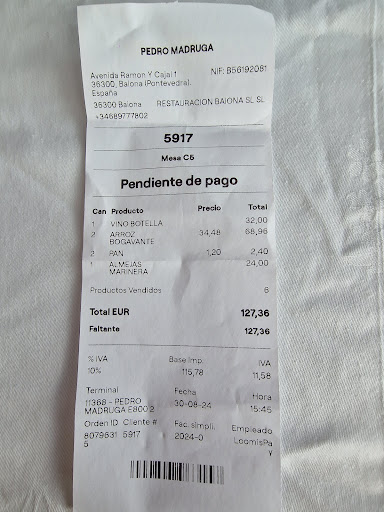 PEDRO MADRUGA
Avenida Ramon Y Cajal 1 NIF: B56192081
36300, Baiona (Pontevedra).
España
36300 Baiona RESTAURACION BAIONA SL SL
+34689777802
5917
Mesa C5
Pendiente de pago
Can Producto Precio Total
1 VINO BOTELLA 32,00
2 ARROZ 34,48 68,96
BOGAVANTE
2 PAN 1,20 2,40
1 ALMEJAS 24,00
MARINERA
Productos Vendidos 6
Total EUR 127,36
Faltante 127,36
% IVA Base Imp. IVA
10% 115,78 11,58
Terminal Fecha Hora
11368 - PEDRO 30-08-24 15:45
MADRUGA E800 2
Orden ID Cliente # Fac. simpli. Empleado
8079631 5917 2024-0 LoomisPa
5 y